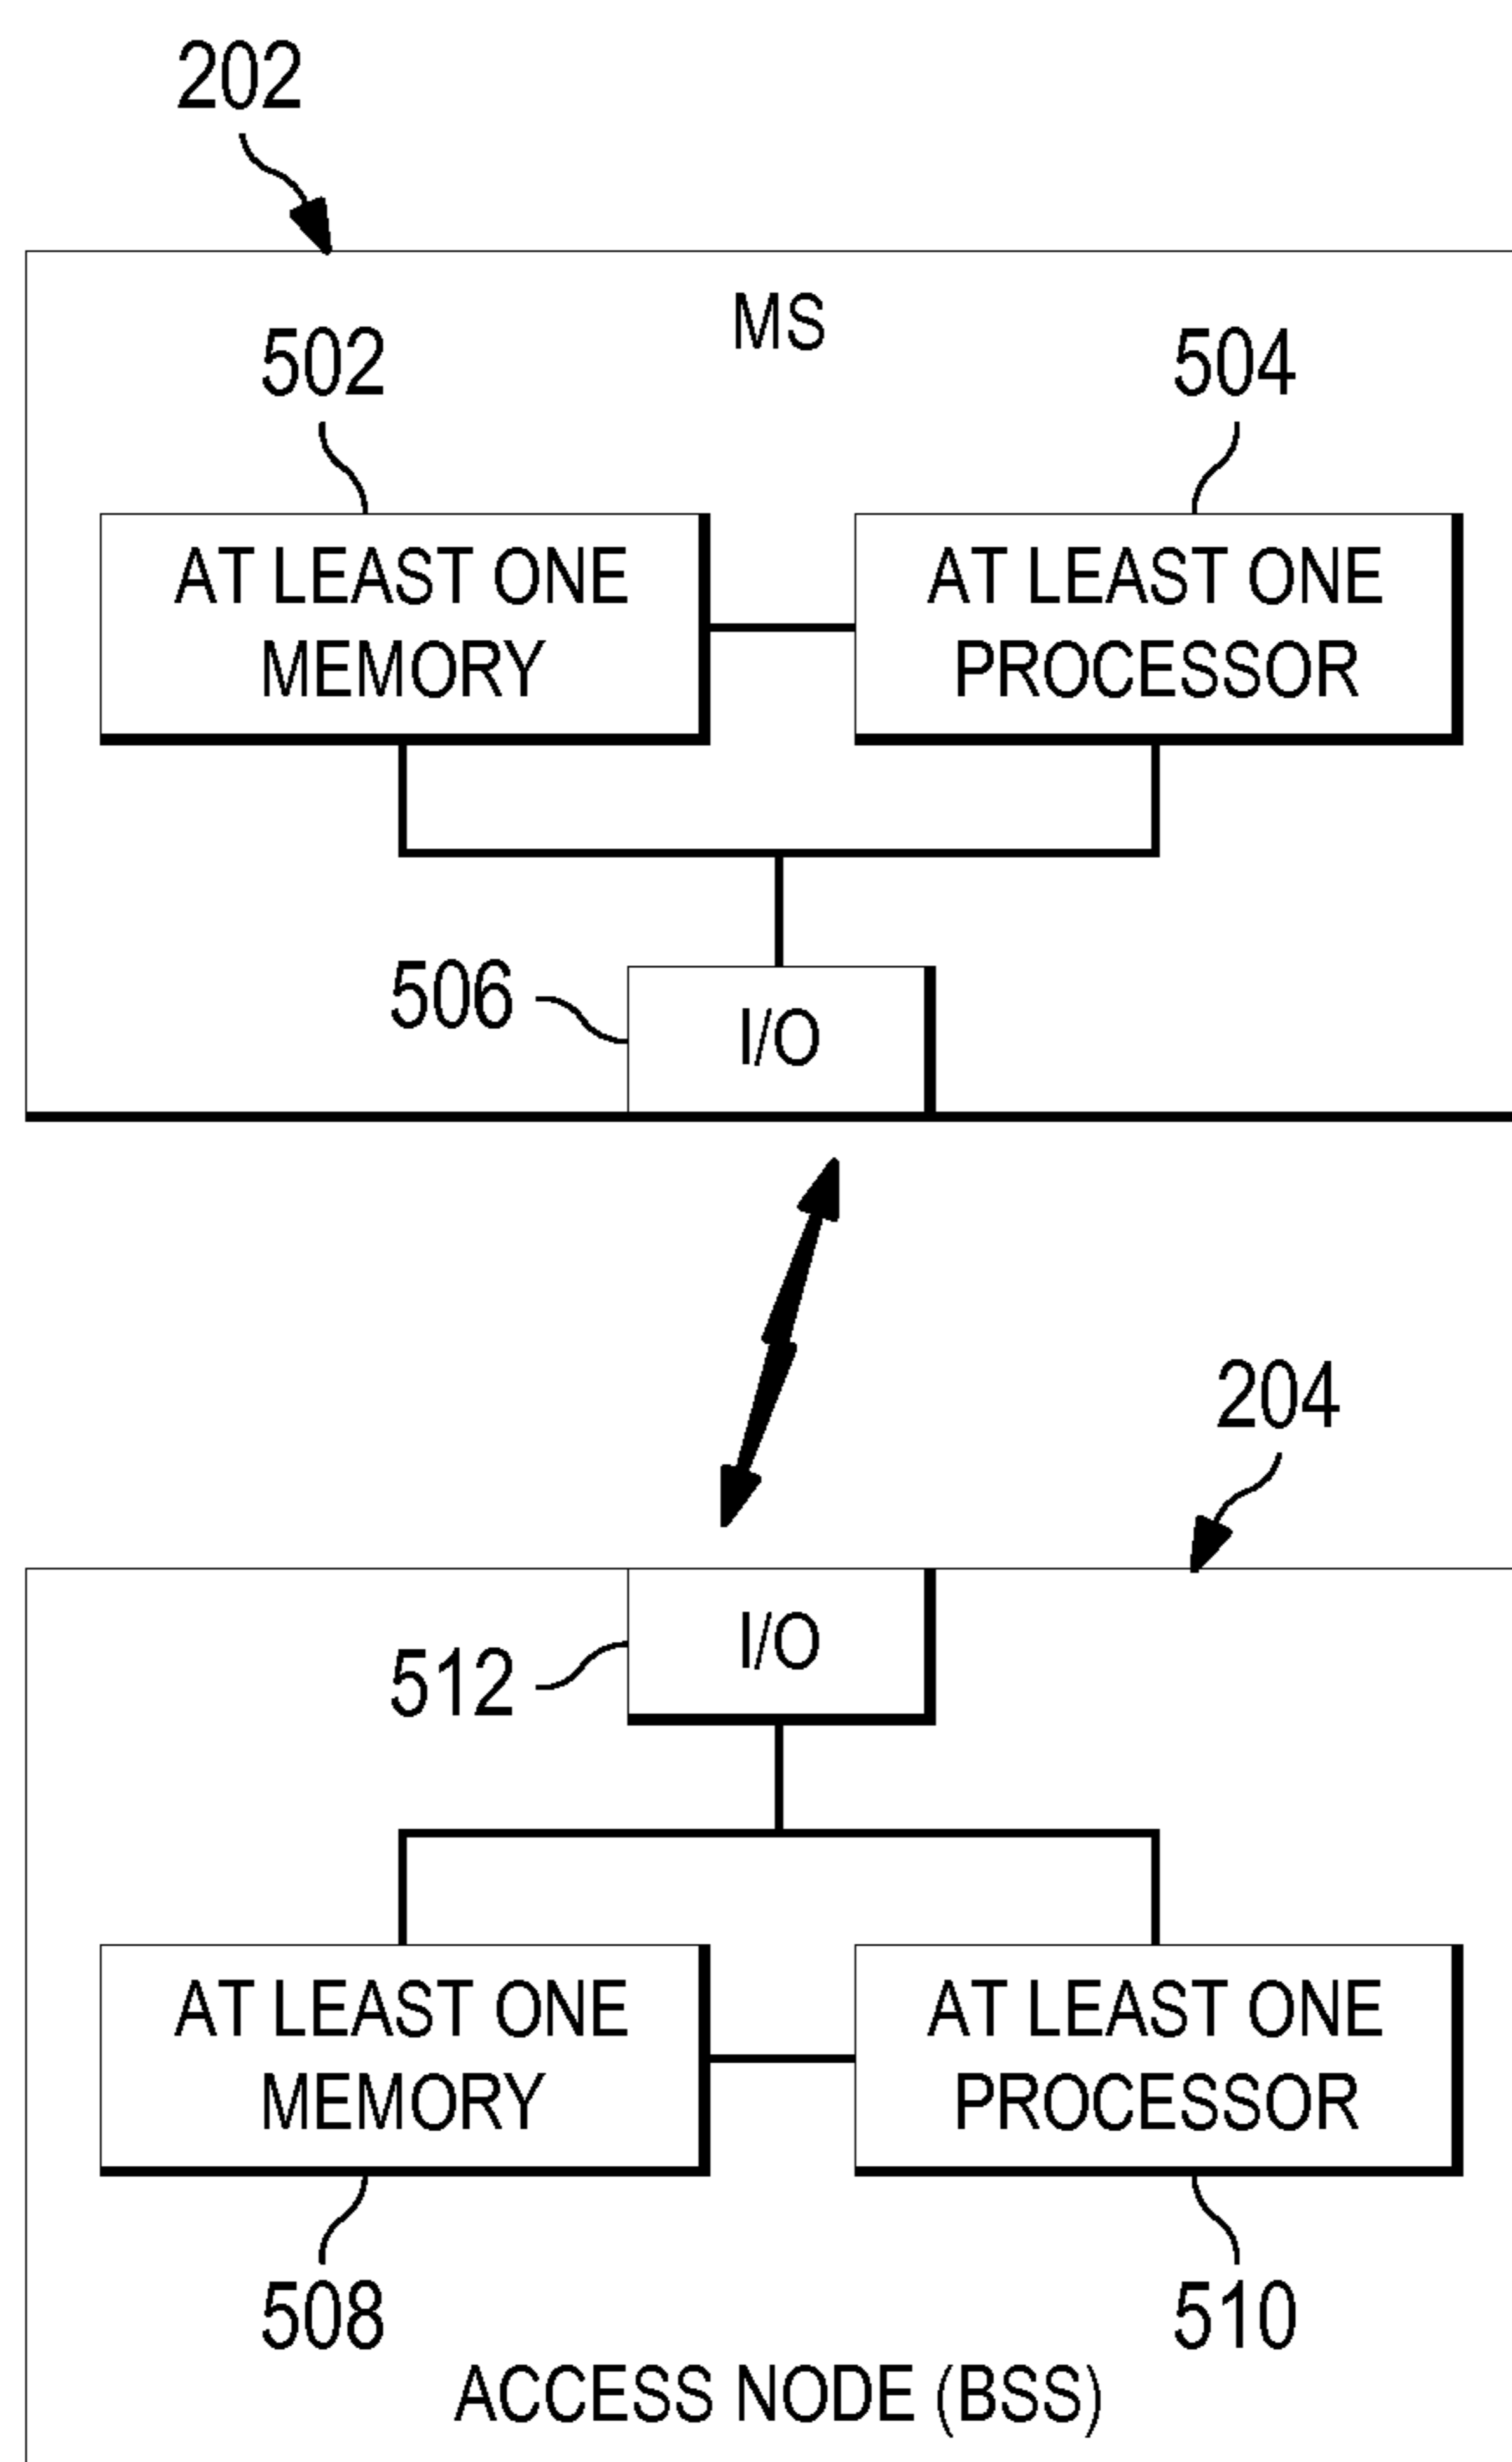 202
MS
502
504
AT LEAST ONE
MEMORY
AT LEAST ONE
PROCESSOR
506
I/O
204
512
I/O
AT LEAST ONE
MEMORY
AT LEAST ONE
PROCESSOR
508
510
ACCESS NODE (BSS)